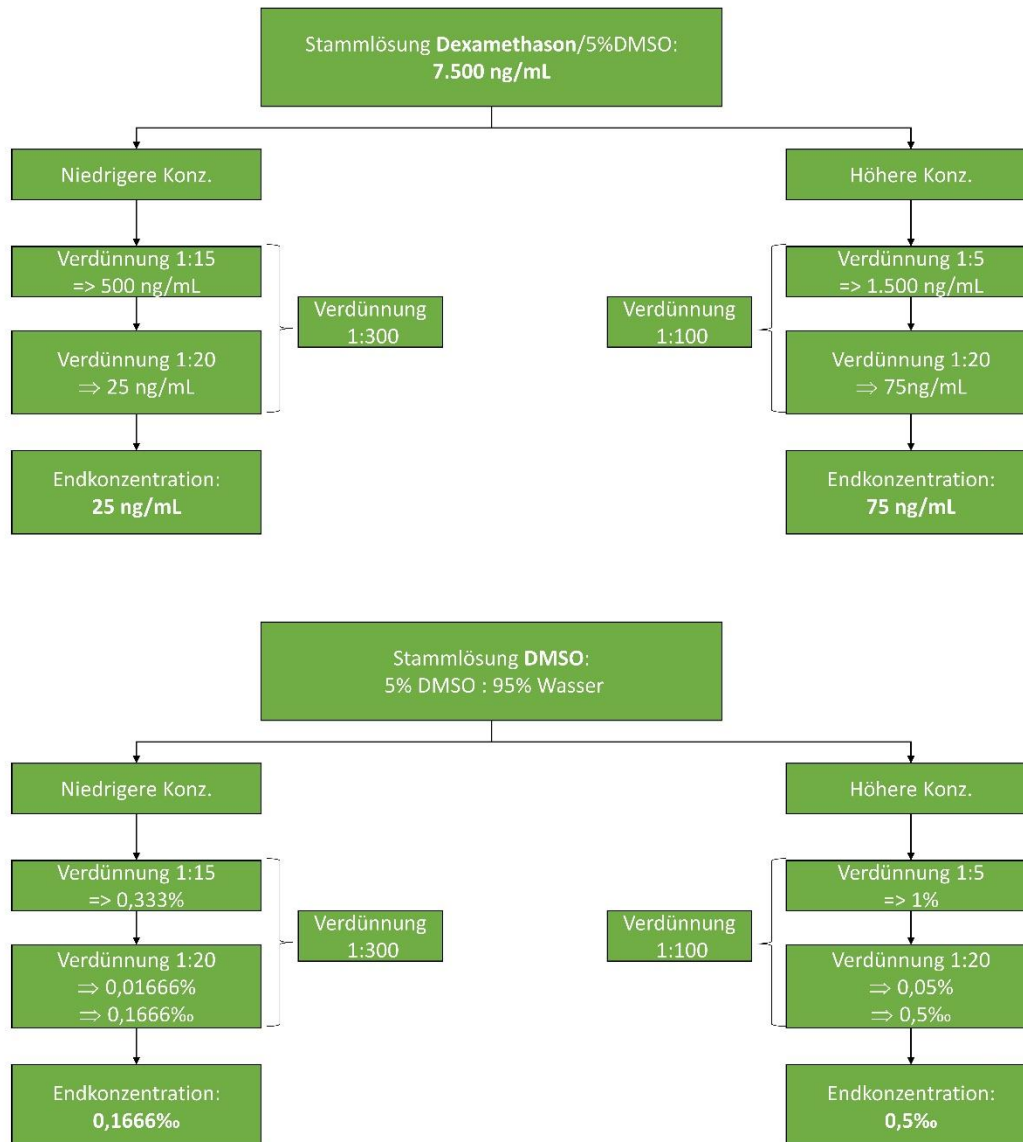 Stammlösung Dexamethason/5%DMSO:
7.500 ng/mL
Niedrigere Konz.
Höhere Konz.
Verdünnung 1:15
=> 500 ng/mL
Verdünnung 1:5
=> 1.500 ng/mL
Verdünnung
1:300
Verdünnung
1:100
Verdünnung 1:20
⇒ 25 ng/mL
Verdünnung 1:20
⇒ 75ng/mL
Endkonzentration:
25 ng/mL
Endkonzentration:
75 ng/mL
Stammlösung DMSO:
5% DMSO : 95% Wasser
Niedrigere Konz.
Höhere Konz.
Verdünnung 1:15
=> 0,333%
Verdünnung 1:5
=> 1%
Verdünnung
1:300
Verdünnung
1:100
Verdünnung 1:20
⇒ 0,01666%
⇒ 0,1666‰
Verdünnung 1:20
⇒ 0,05%
⇒ 0,5‰
Endkonzentration:
0,1666‰
Endkonzentration:
0,5‰